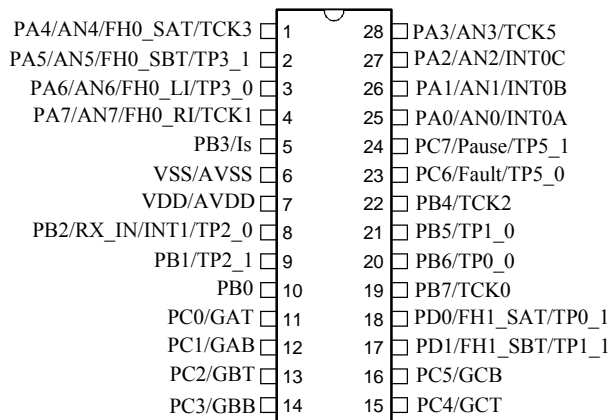 PA4/AN4/FH0_SAT/TCK3 1 28 PA3/AN3/TCK5
PA5/AN5/FH0_SBT/TP3_1 2 27 PA2/AN2/INT0C
PA6/AN6/FH0_LI/TP3_0 3 26 PA1/AN1/INT0B
PA7/AN7/FH0_RI/TCK1 4 25 PA0/AN0/INT0A
PB3/Is 5 24 PC7/Pause/TP5_1
VSS/AVSS 6 23 PC6/Fault/TP5_0
VDD/AVDD 7 22 PB4/TCK2
PB2/RX_IN/INT1/TP2_0 8 21 PB5/TP1_0
PB1/TP2_1 9 20 PB6/TP0_0
PB0 10 19 PB7/TCK0
PC0/GAT 11 18 PD0/FH1_SAT/TP0_1
PC1/GAB 12 17 PD1/FH1_SBT/TP1_1
PC2/GBT 13 16 PC5/GCB
PC3/GBB 14 15 PC4/GCT